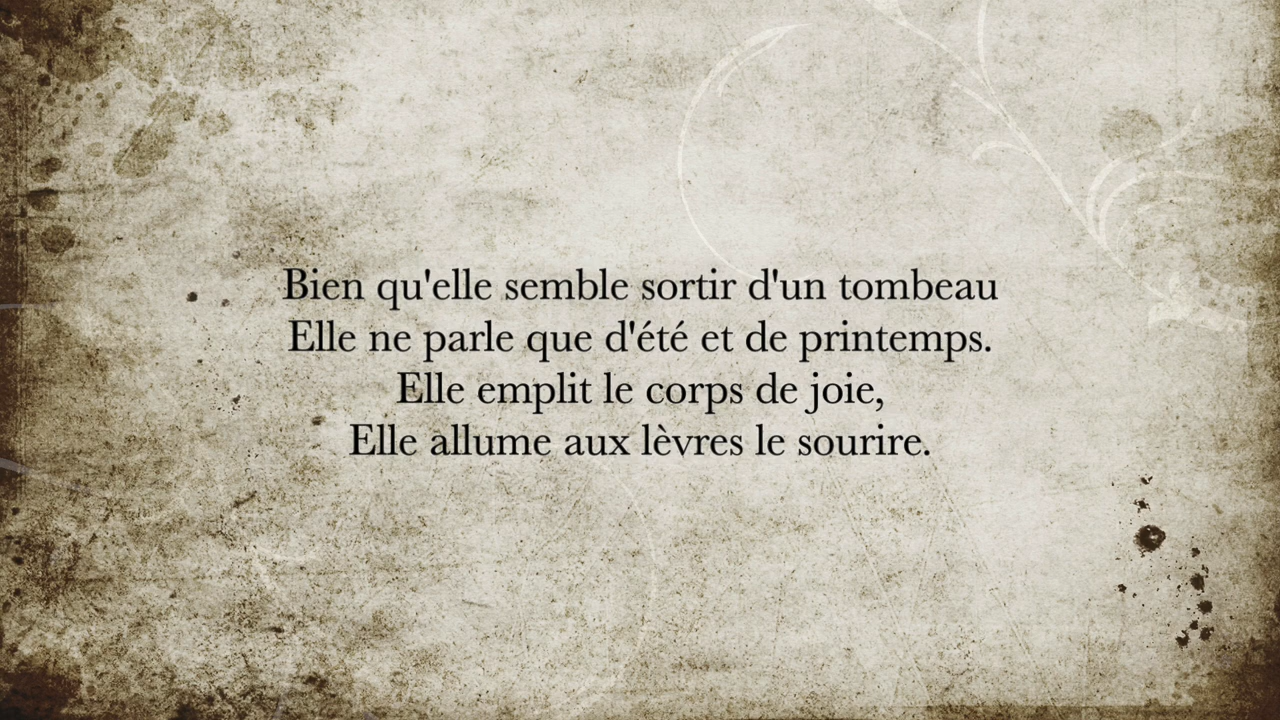 Bien qu'elle semble sortir d'un tombeau
Elle ne parle que d'été et de printemps.
Elle emplit le corps de joie,
Elle allume aux lèvres le sourire.